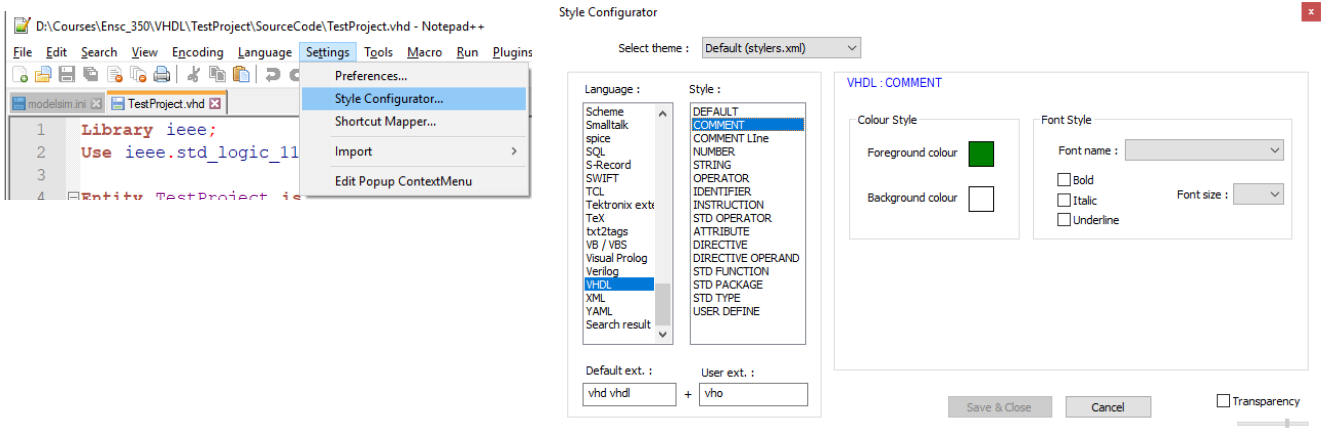 D:\Courses\Ensc_350\VHDL\TestProject\SourceCode\TestProject.vhd - Notepad++
File Edit Search View Encoding Language Settings Tools Macro Run Plugins
Preferences...
Style Configurator...
Shortcut Mapper...
Import
Edit Popup ContextMenu
modelsim.ini TestProject.vhd
1 Library ieee;
2 Use ieee.std_logic_11
3
4 Entity TestProject is
Style Configurator
Select theme : Default (stylers.xml)
Language :
Scheme
Smalltalk
spice
SQL
S-Record
SWIFT
TCL
Tektronix exte
TeX
txt2tags
VB / VBS
Visual Prolog
Verilog
VHDL
XML
YAML
Search result
Style :
DEFAULT
COMMENT
COMMENT LIne
NUMBER
STRING
OPERATOR
IDENTIFIER
INSTRUCTION
STD OPERATOR
ATTRIBUTE
DIRECTIVE
DIRECTIVE OPERAND
STD FUNCTION
STD PACKAGE
STD TYPE
USER DEFINE
Default ext. : User ext. :
vhd vhdl + vho
VHDL : COMMENT
Colour Style
Foreground colour
Background colour
Font Style
Font name :
Bold
Italic
Underline
Font size :
Save & Close Cancel Transparency